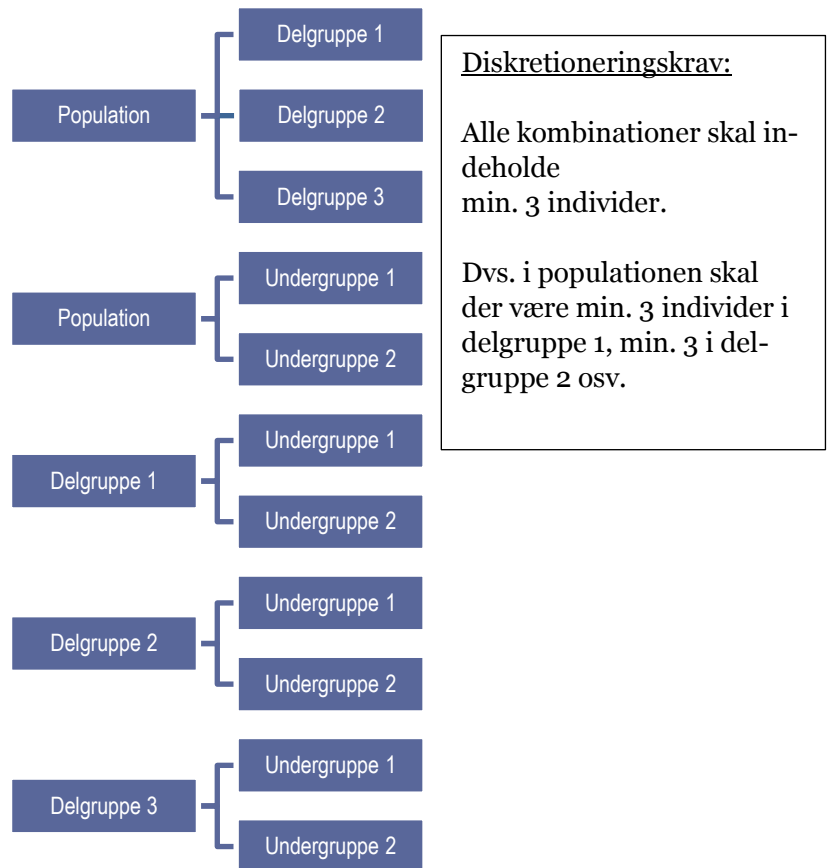 Population
Delgruppe 1
Delgruppe 2
Delgruppe 3
Population
Undergruppe 1
Undergruppe 2
Delgruppe 1
Undergruppe 1
Undergruppe 2
Delgruppe 2
Undergruppe 1
Undergruppe 2
Delgruppe 3
Undergruppe 1
Undergruppe 2
Diskretioneringskrav:
Alle kombinationer skal in-
deholde
min. 3 individer.
Dvs. i populationen skal
der være min. 3 individer i
delgruppe 1, min. 3 i del-
gruppe 2 osv.